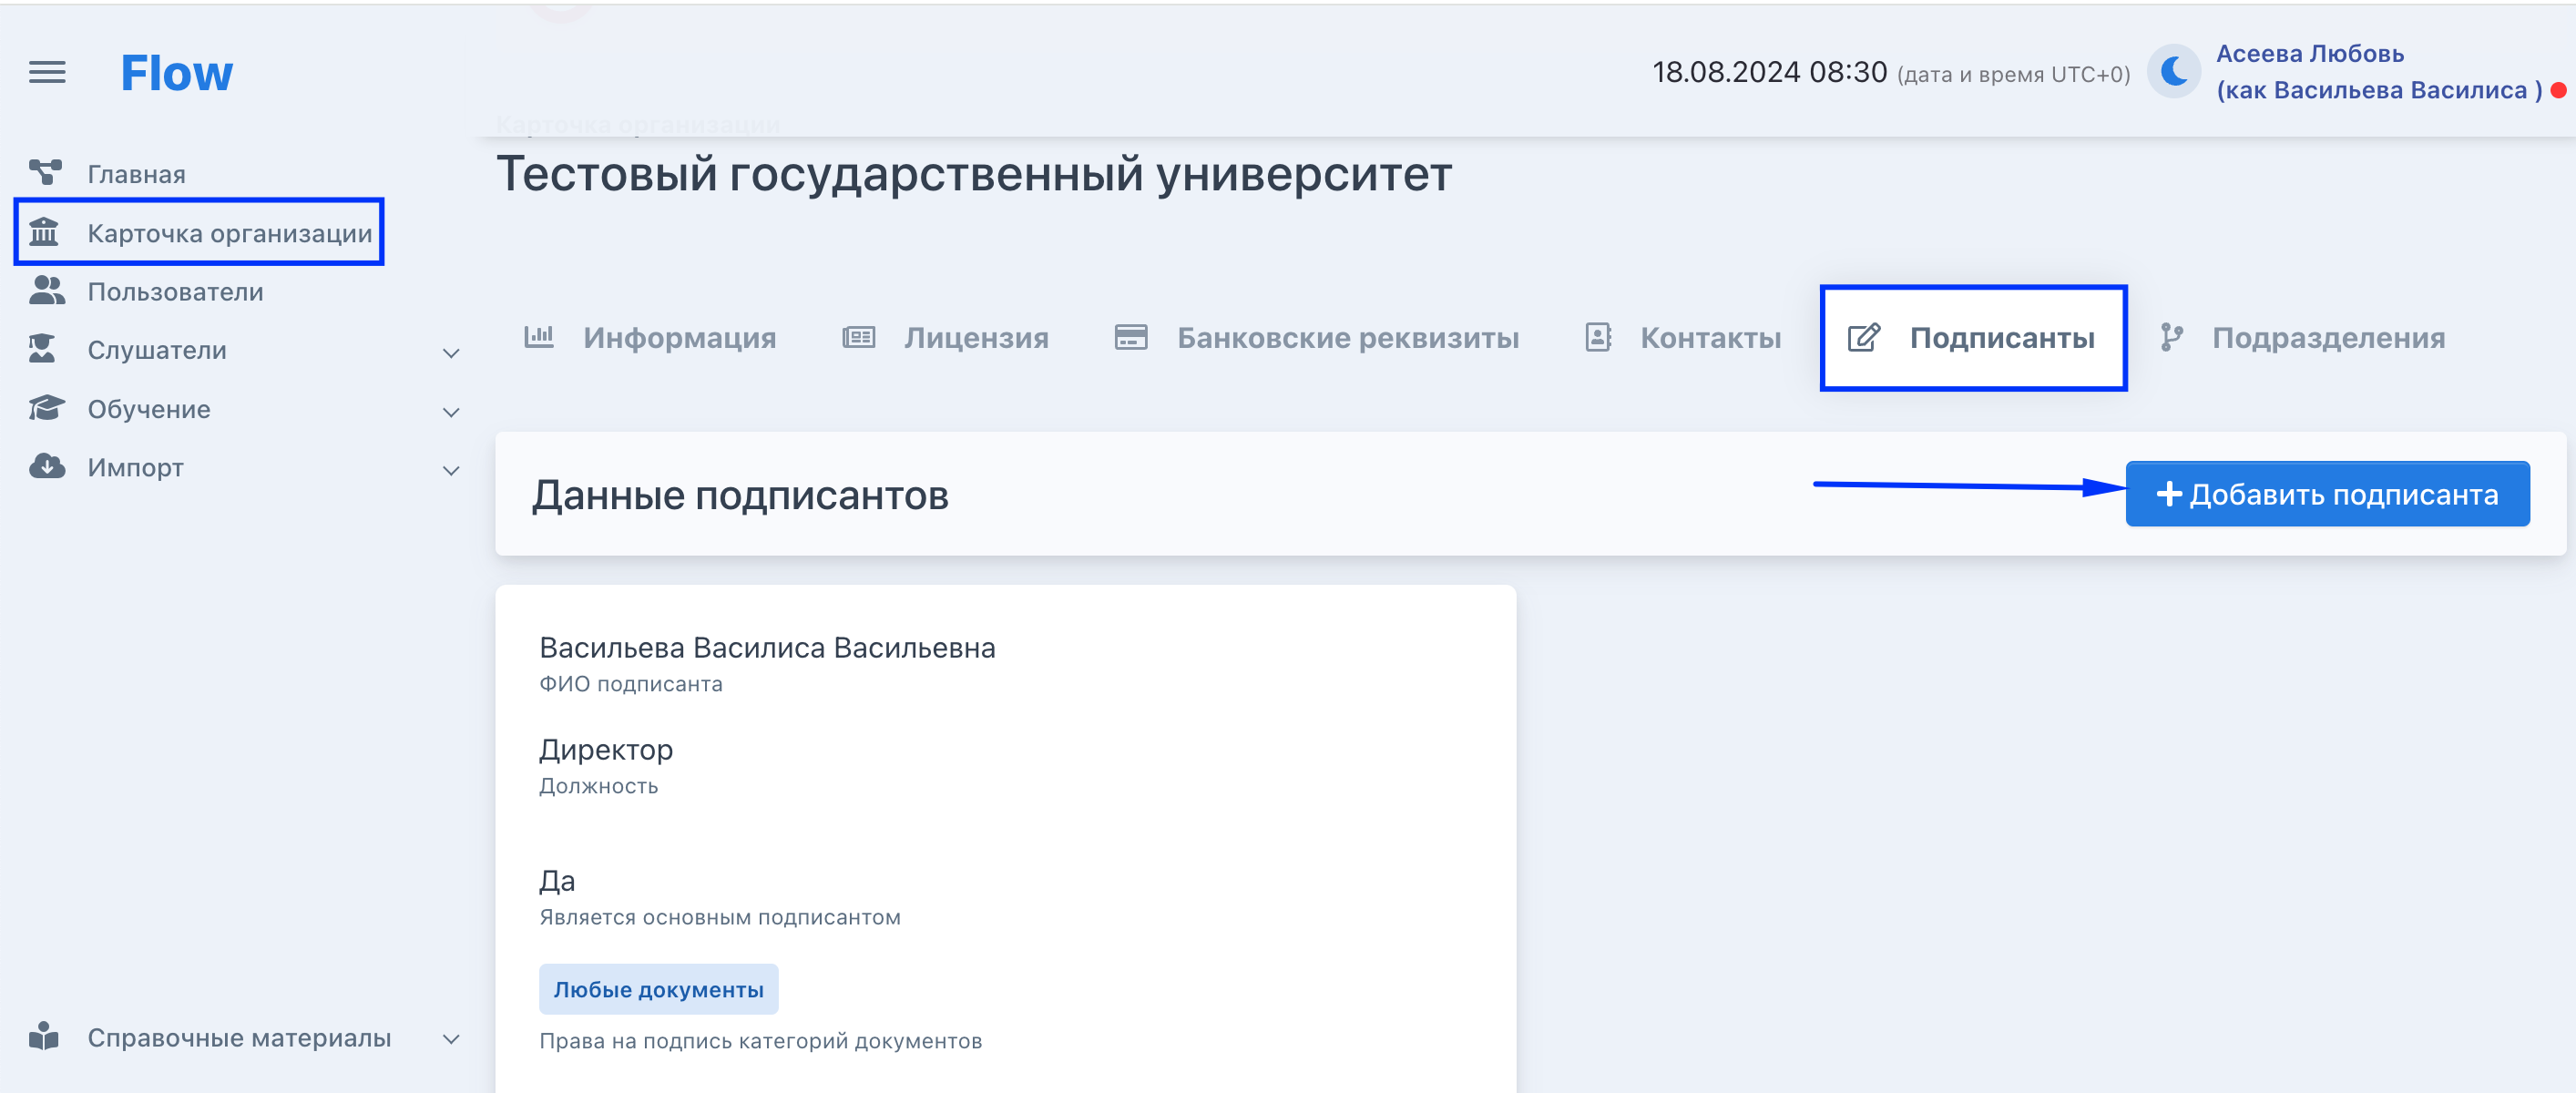 Flow
18.08.2024 08:30 (дата и время UTC+0)
Асеева Любовь
(как Васильева Василиса )
Главная
Карточка организации
Пользователи
Слушатели
Обучение
Импорт
Справочные материалы
Карточка организации
Тестовый государственный университет
Информация
Лицензия
Банковские реквизиты
Контакты
Подписанты
Подразделения
Данные подписантов
Добавить подписанта
Васильева Василиса Васильевна
ФИО подписанта
Директор
Должность
Да
Является основным подписантом
Любые документы
Права на подпись категорий документов